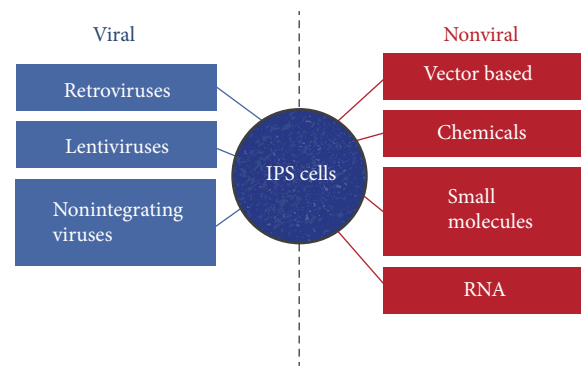 Viral
Nonviral
Retroviruses
Lentiviruses
Nonintegrating
viruses
IPS cells
Vector based
Chemicals
Small
molecules
RNA